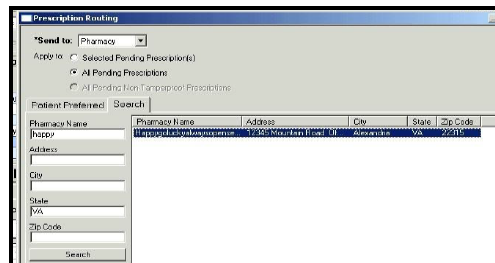 Prescription Routing
*Send to: Pharmacy
Apply to: Selected Pending Prescription(s)
All Pending Prescriptions
All Pending Non-Tamperproof Prescriptions
Patient Preferred Search
Pharmacy Name
happy
Address
City
State
VA
Zip Code
Search
Pharmacy Name Address City State Zip Code
Happygoluckyalwaysopense... 12345 Mountain Road Of... Alexandria VA 22315